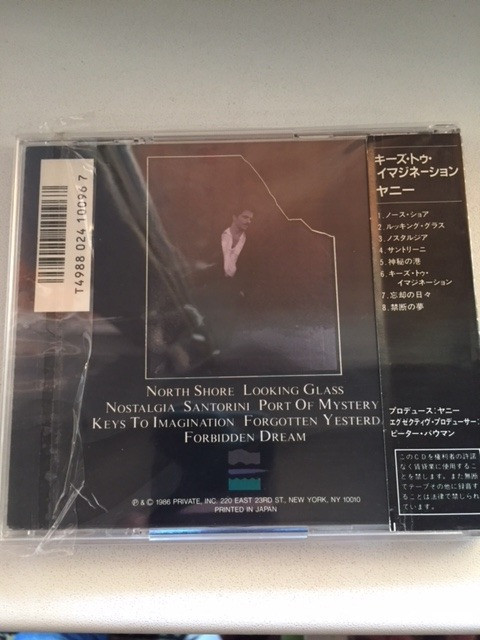 T4988 024 100967
NORTH SHORE LOOKING GLASS
NOSTALGIA SANTORINI PORT OF MYSTERY
KEYS TO IMAGINATION FORGOTTEN YESTERD
FORBIDDEN DREAM
℗ & © 1986 PRIVATE, INC. 220 EAST 23RD ST., NEW YORK, NY 10010
PRINTED IN JAPAN
キーズ・トゥ・
イマジネーション
ヤニー
1. ノース・ショア
2. ルッキング・グラス
3. ノスタルジア
4. サントリーニ
5. 神秘の港
6. キーズ・トゥ・
イマジネーション
7. 忘却の日々
8. 禁断の夢
プロデュース：ヤニー
エグゼクティヴ・プロデューサー：
ピーター・バウマン
このCDを権利者の許諾
なく賃貸業に使用するこ
とを禁じます。また無断
でテープその他に録音す
ることは法律で禁じられ
ています。